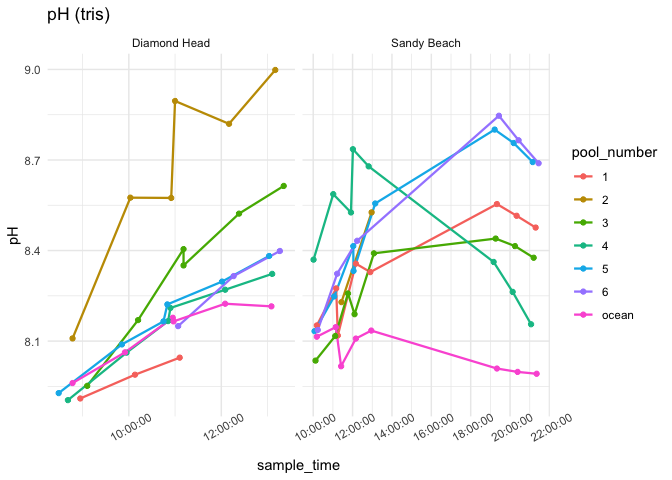 pH (tris)
Diamond Head
Sandy Beach
9.0
8.7
8.4
8.1
pH
10:00:00
12:00:00
10:00:00
12:00:00
14:00:00
16:00:00
18:00:00
20:00:00
22:00:00
sample_time
pool_number
1
2
3
4
5
6
ocean